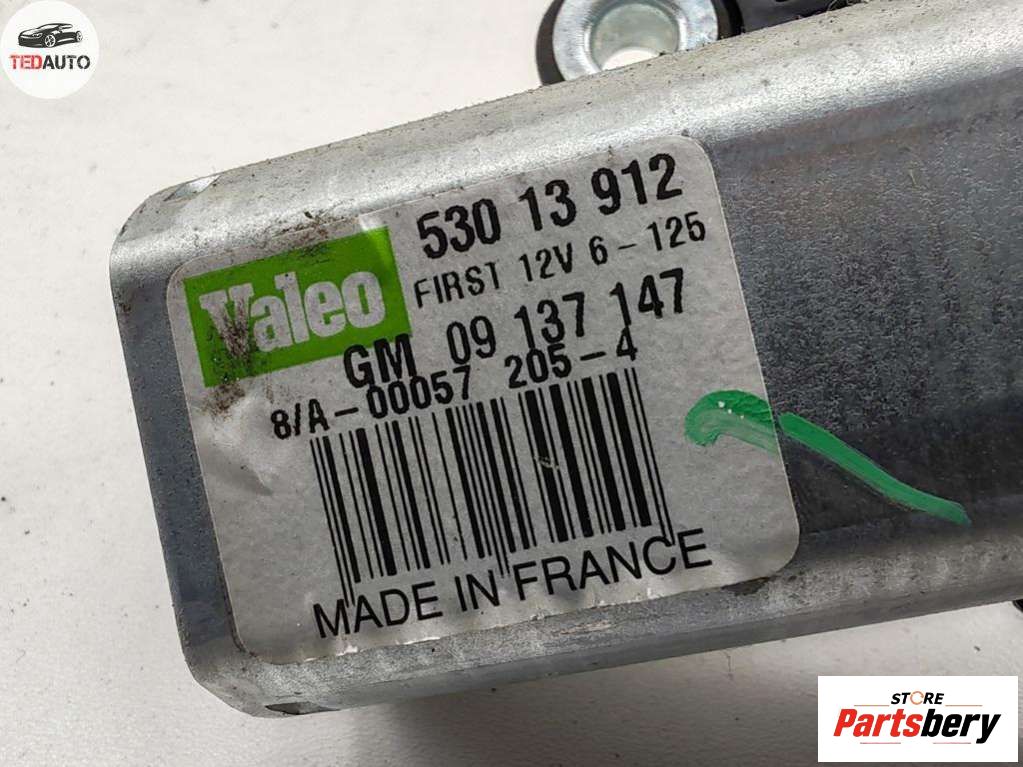 TEDAUTO
Valeo
530 13 912
FIRST 12V 6-125
GM 09 137 147
8/A-00057 205-4
MADE IN FRANCE
STORE
Partsbery